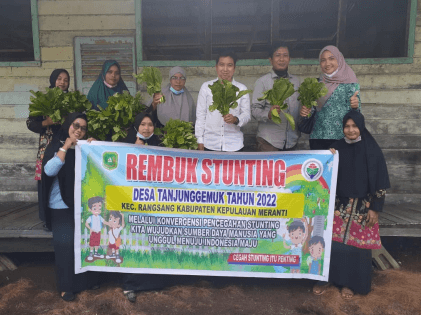 REMBUK STUNTING
DESA TANJUNGGEMUK TAHUN 2022
KEC. RANGSANG KABUPATEN KEPULAUAN MERANTI
MELALUI KONVERGENSI PENCEGAHAN STUNTING
KITA WUJUDKAN SUMBER DAYA MANUSIA YANG
UNGGUL MENUJU INDONESIA MAJU
CEGAH STUNTING ITU PENTING